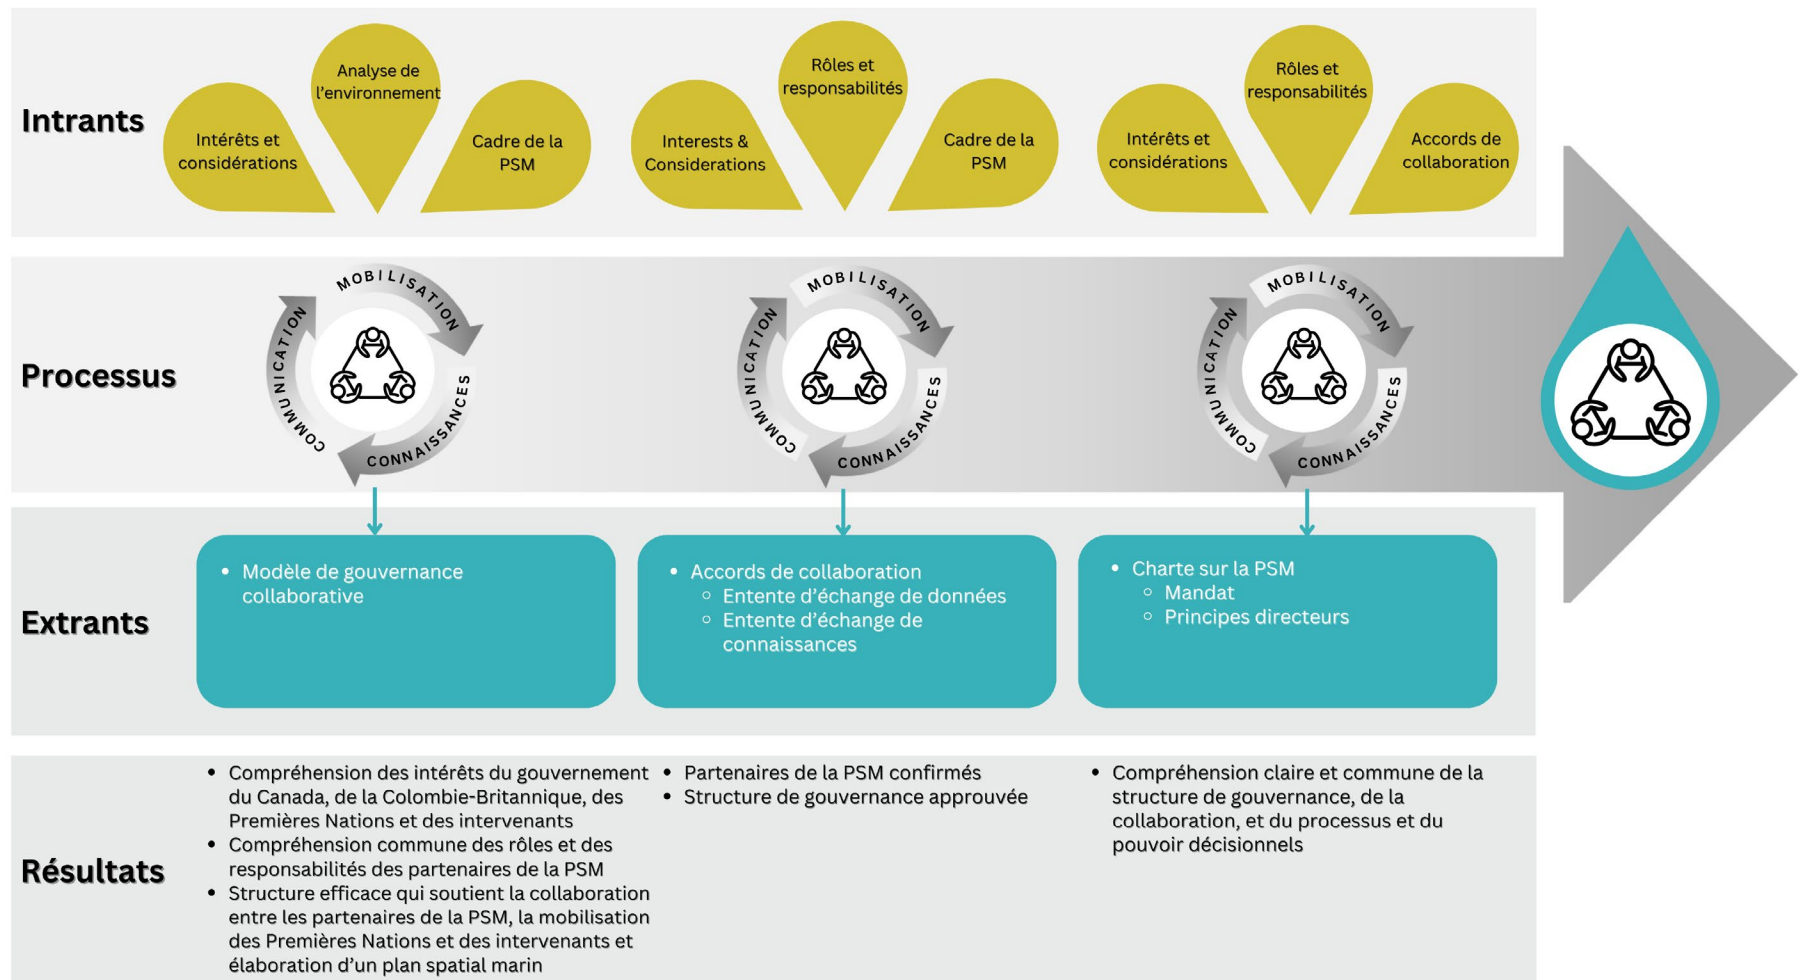 Intrants
Intérêts et
considérations
Analyse de
l'environnement
Cadre de la
PSM
Interests &
Considerations
Rôles et
responsabilités
Cadre de la
PSM
Intérêts et
considérations
Rôles et
responsabilités
Accords de
collaboration
Processus
MOBILISATION
CONNAISSANCES
COMMUNICATION
MOBILISATION
CONNAISSANCES
COMMUNICATION
MOBILISATION
CONNAISSANCES
COMMUNICATION
Extrants
• Modèle de gouvernance
collaborative
• Accords de collaboration
◦ Entente d'échange de données
◦ Entente d'échange de
connaissances
• Charte sur la PSM
◦ Mandat
◦ Principes directeurs
Résultats
• Compréhension des intérêts du gouvernement
du Canada, de la Colombie-Britannique, des
Premières Nations et des intervenants
• Compréhension commune des rôles et des
responsabilités des partenaires de la PSM
• Structure efficace qui soutient la collaboration
entre les partenaires de la PSM, la mobilisation
des Premières Nations et des intervenants et
élaboration d'un plan spatial marin
• Partenaires de la PSM confirmés
• Structure de gouvernance approuvée
• Compréhension claire et commune de la
structure de gouvernance, de la
collaboration, et du processus et du
pouvoir décisionnels